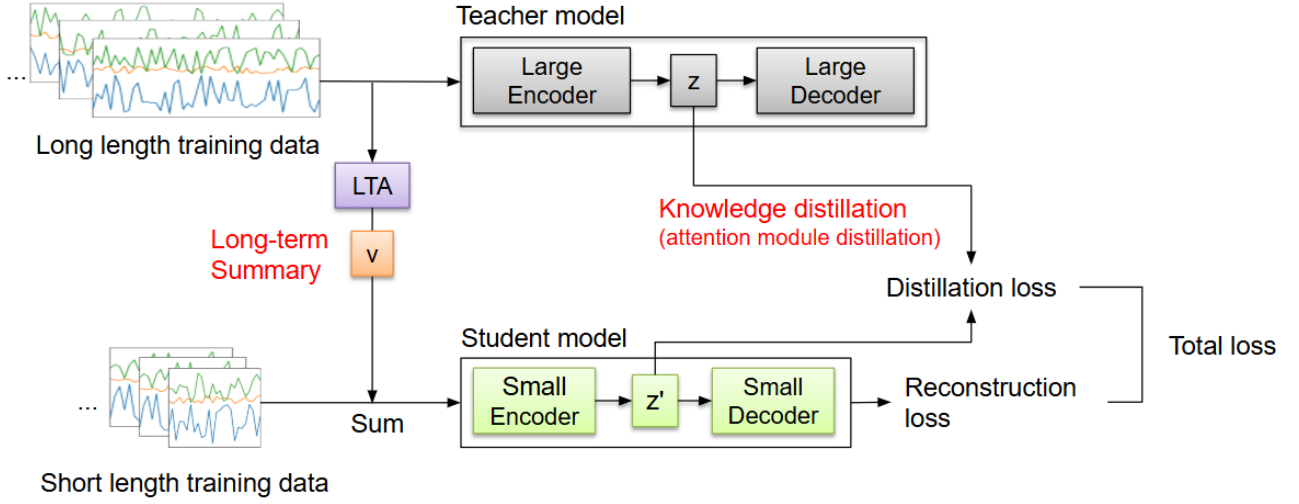 Teacher model
...
Large
Encoder
z
Large
Decoder
Long length training data
LTA
Knowledge distillation
(attention module distillation)
Long-term
Summary
v
Distillation loss
Student model
Total loss
...
Small
Encoder
z'
Small
Decoder
Reconstruction
loss
Sum
Short length training data